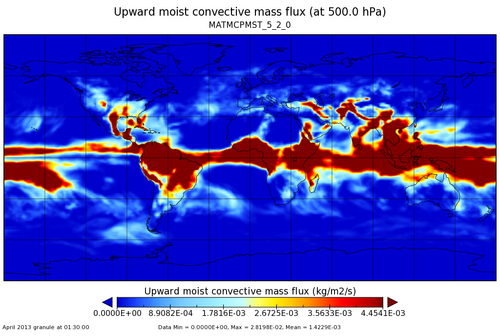 Upward moist convective mass flux (at 500.0 hPa)
MATMCPMST_5_2_0
Upward moist convective mass flux (kg/m2/s)
0.0000E+00 8.9082E-04 1.7816E-03 2.6725E-03 3.5633E-03 4.4541E-03
April 2013 granule at 01:30:00 Data Min = 0.0000E+00, Max = 2.8198E-02, Mean = 1.4229E-03